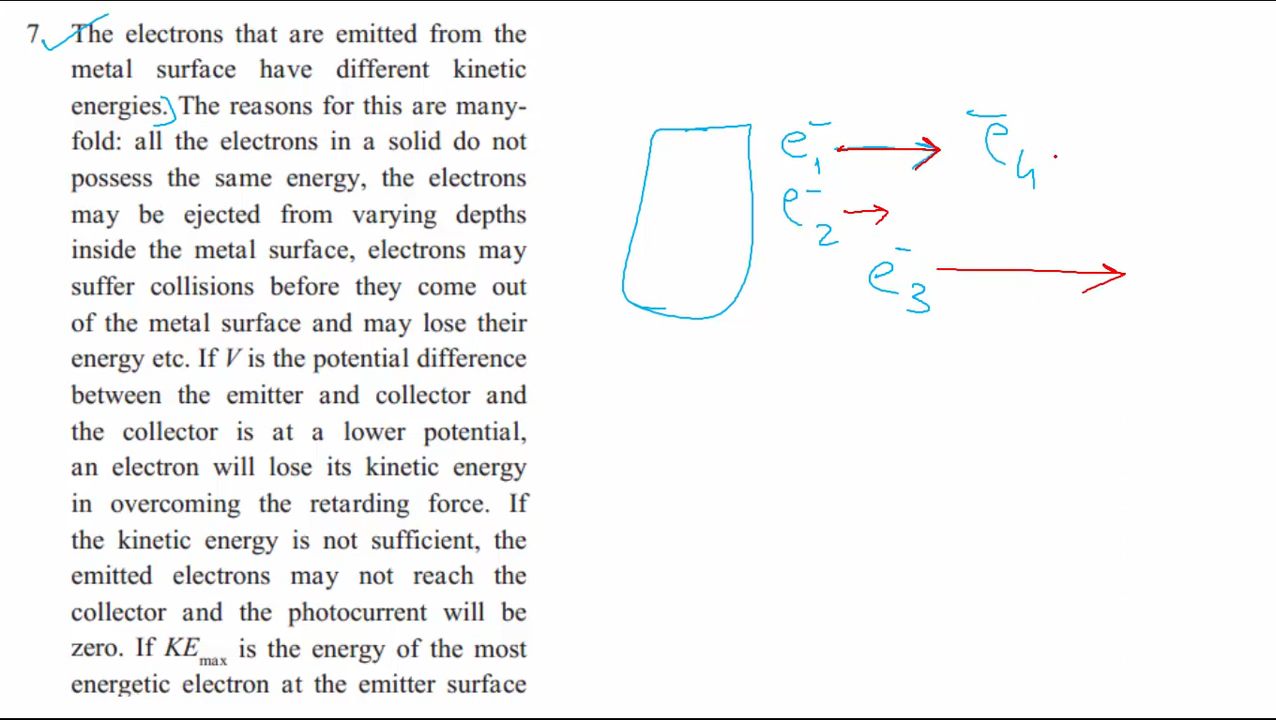 7. The electrons that are emitted from the
metal surface have different kinetic
energies. The reasons for this are many-
fold: all the electrons in a solid do not
possess the same energy, the electrons
may be ejected from varying depths
inside the metal surface, electrons may
suffer collisions before they come out
of the metal surface and may lose their
energy etc. If V is the potential difference
between the emitter and collector and
the collector is at a lower potential,
an electron will lose its kinetic energy
in overcoming the retarding force. If
the kinetic energy is not sufficient, the
emitted electrons may not reach the
collector and the photocurrent will be
zero. If KEmax is the energy of the most
energetic electron at the emitter surface
e⁻1
e⁻2
e⁻3
e⁻4